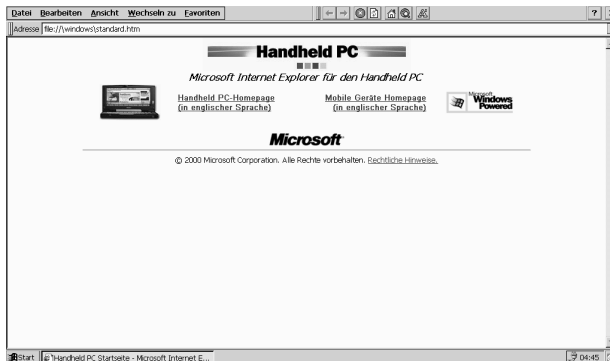 Datei Bearbeiten Ansicht Wechseln zu Favoriten ?
Adresse file://\windows\standard.htm
Handheld PC
Microsoft Internet Explorer für den Handheld PC
Handheld PC-Homepage
(in englischer Sprache)
Mobile Geräte Homepage
(in englischer Sprache)
Microsoft
Windows
Powered
Microsoft
© 2000 Microsoft Corporation. Alle Rechte vorbehalten. Rechtliche Hinweise.
Start Handheld PC Startseite - Microsoft Internet E... 04:45